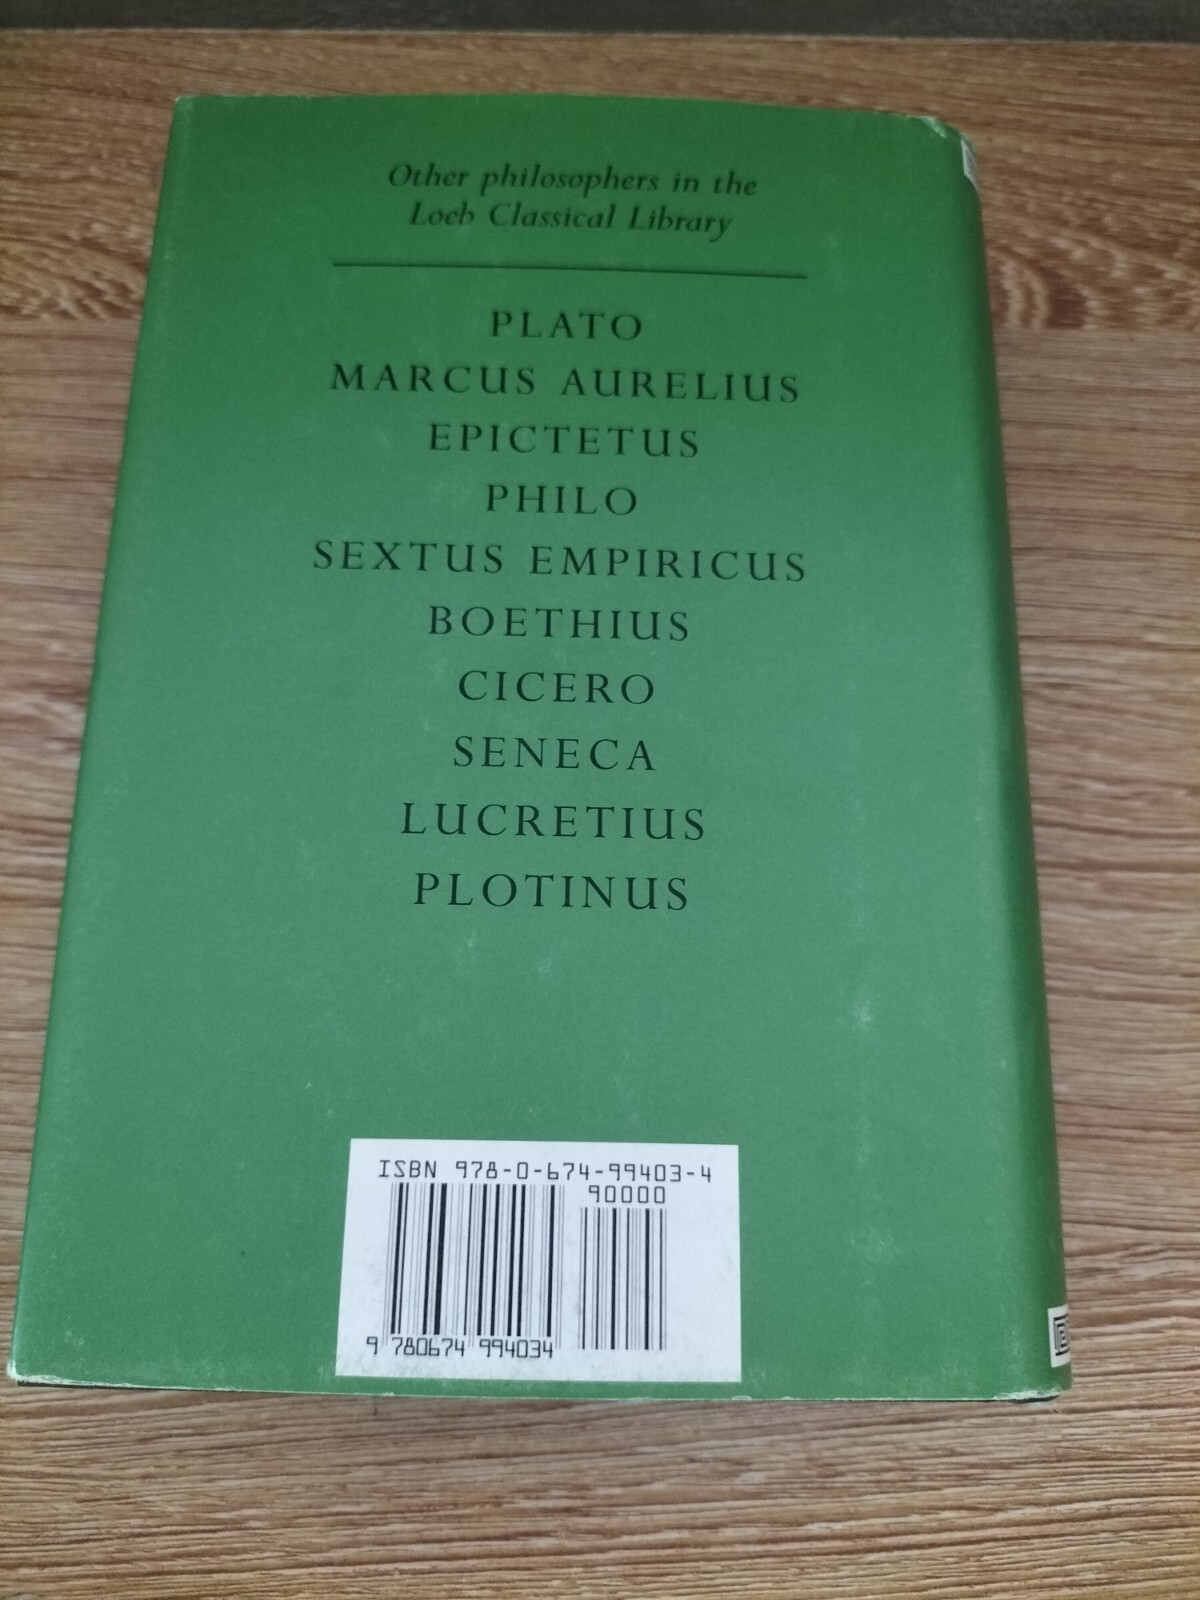 Other philosophers in the
Loeb Classical Library
PLATO
MARCUS AURELIUS
EPICTETUS
PHILO
SEXTUS EMPIRICUS
BOETHIUS
CICERO
SENECA
LUCRETIUS
PLOTINUS
ISBN 978-0-674-99403-4
90000
9 780674 994034